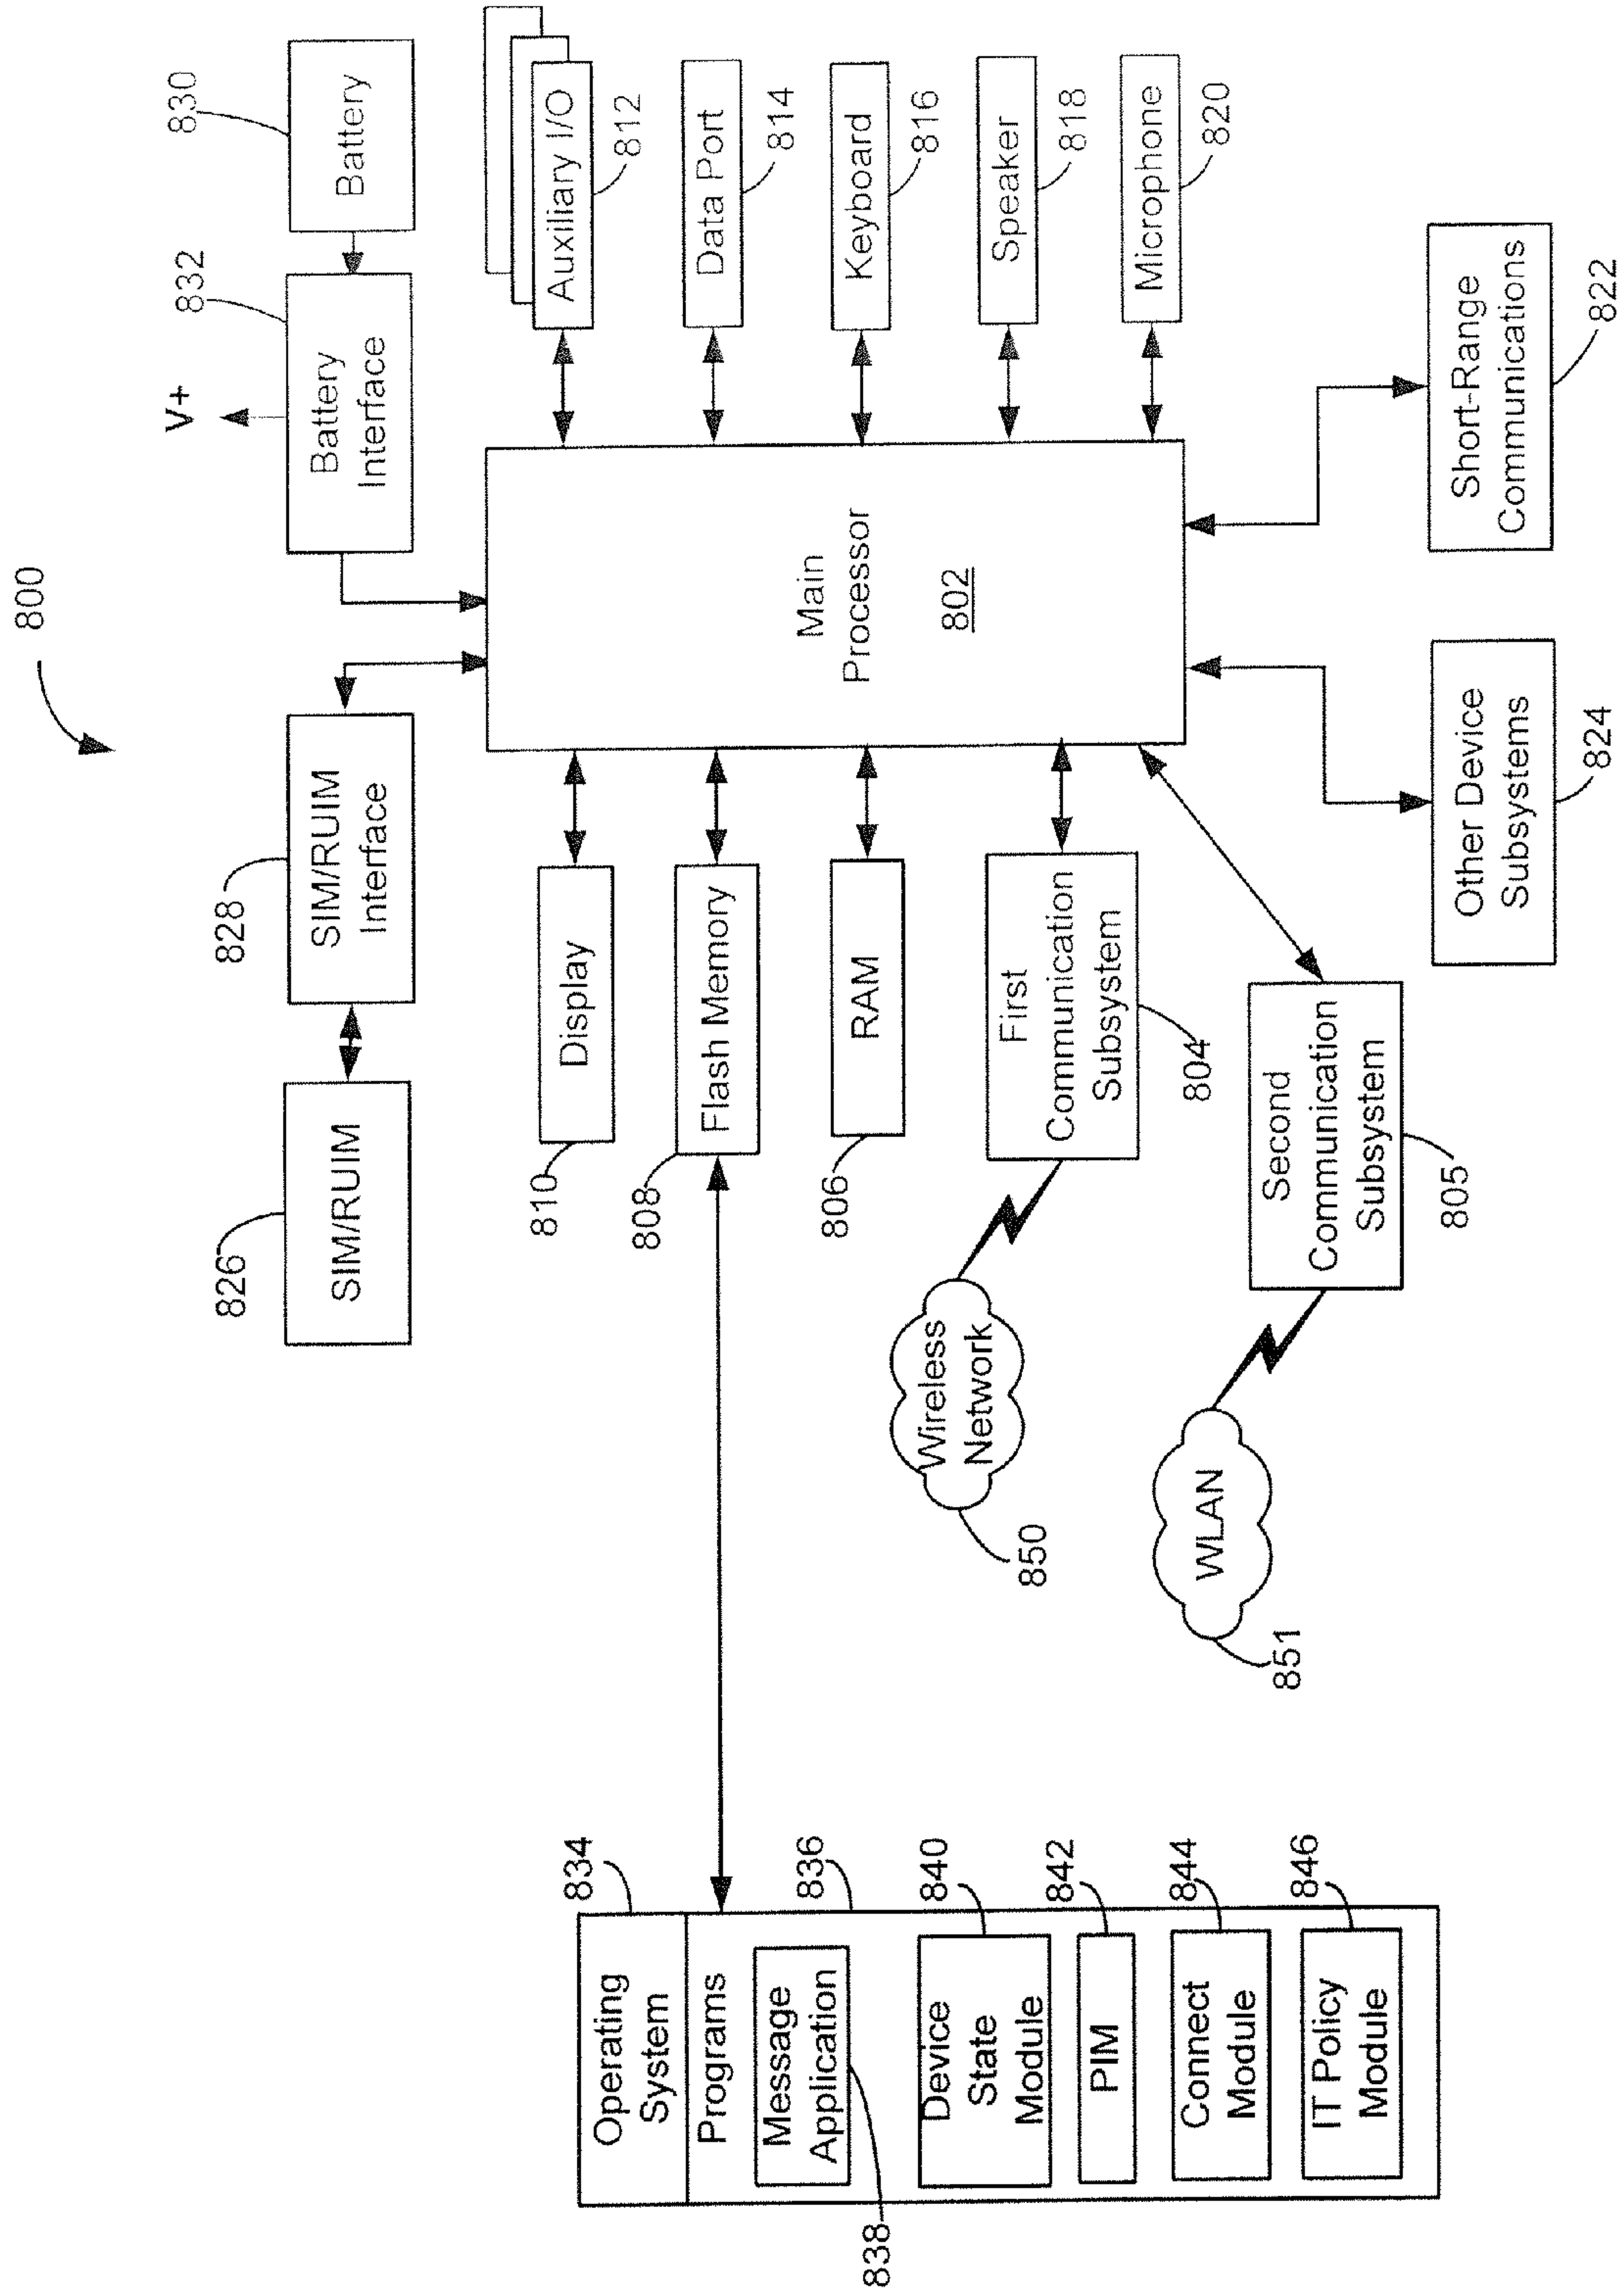 800
830
832
828
826
V+
SIM/RUIM
SIM/RUIM
Interface
Battery
Interface
Battery
Operating
System
834
Programs
836
Message
Application
838
Device
State
Module
840
PIM
842
Connect
Module
844
IT Policy
Module
846
Display
810
Flash Memory
808
RAM
806
First
Communication
Subsystem
804
Second
Communication
Subsystem
805
Wireless
Network
850
WLAN
851
Main
Processor
802
Auxiliary I/O
812
Data Port
814
Keyboard
816
Speaker
818
Microphone
820
Other Device
Subsystems
824
Short-Range
Communications
822